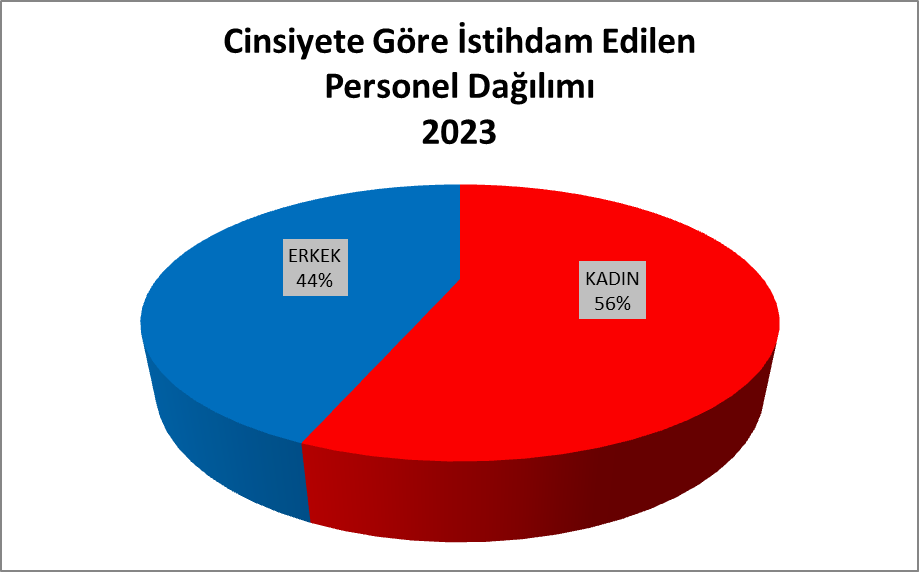 Cinsiyete Göre İstihdam Edilen
Personel Dağılımı
2023
ERKEK
44%
KADIN
56%